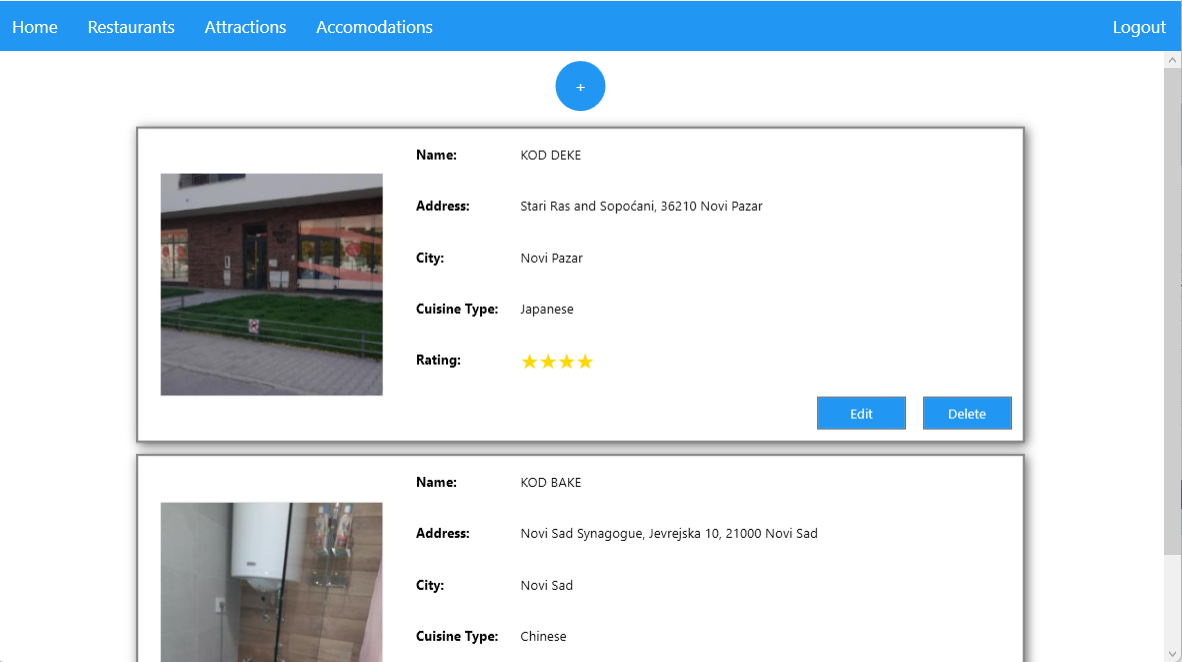 Home Restaurants Attractions Accomodations Logout
+
Name: KOD DEKE
Address: Stari Ras and Sopoćani, 36210 Novi Pazar
City: Novi Pazar
Cuisine Type: Japanese
Rating: ★★★★
Edit Delete
Name: KOD BAKE
Address: Novi Sad Synagogue, Jevrejska 10, 21000 Novi Sad
City: Novi Sad
Cuisine Type: Chinese